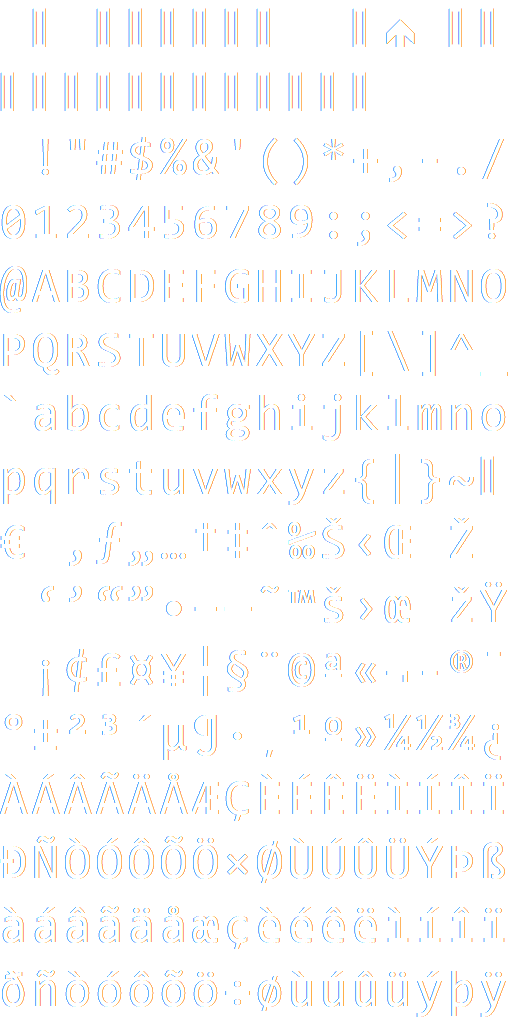 ! " # $ % & ' ( ) * + , - . /
0 1 2 3 4 5 6 7 8 9 : ; < = > ?
@ A B C D E F G H I J K L M N O
P Q R S T U V W X Y Z [ \ ] ^ _
` a b c d e f g h i j k l m n o
p q r s t u v w x y z { | } ~
€ ‚ ƒ „ … † ‡ ˆ ‰ Š ‹ Œ Ž
‘ ’ “ ” • – — ˜ ™ š › œ ž Ÿ
¡ ¢ £ ¤ ¥ ¦ § ¨ © ª « ¬ - ® ¯
° ± ² ³ ´ µ ¶ · ¸ ¹ º » ¼ ½ ¾ ¿
À Á Â Ã Ä Å Æ Ç È É Ê Ë Ì Í Î Ï
Ð Ñ Ò Ó Ô Õ Ö × Ø Ù Ú Û Ü Ý Þ ß
à á â ã ä å æ ç è é ê ë ì í î ï
ð ñ ò ó ô õ ö ÷ ø ù ú û ü ý þ ÿ